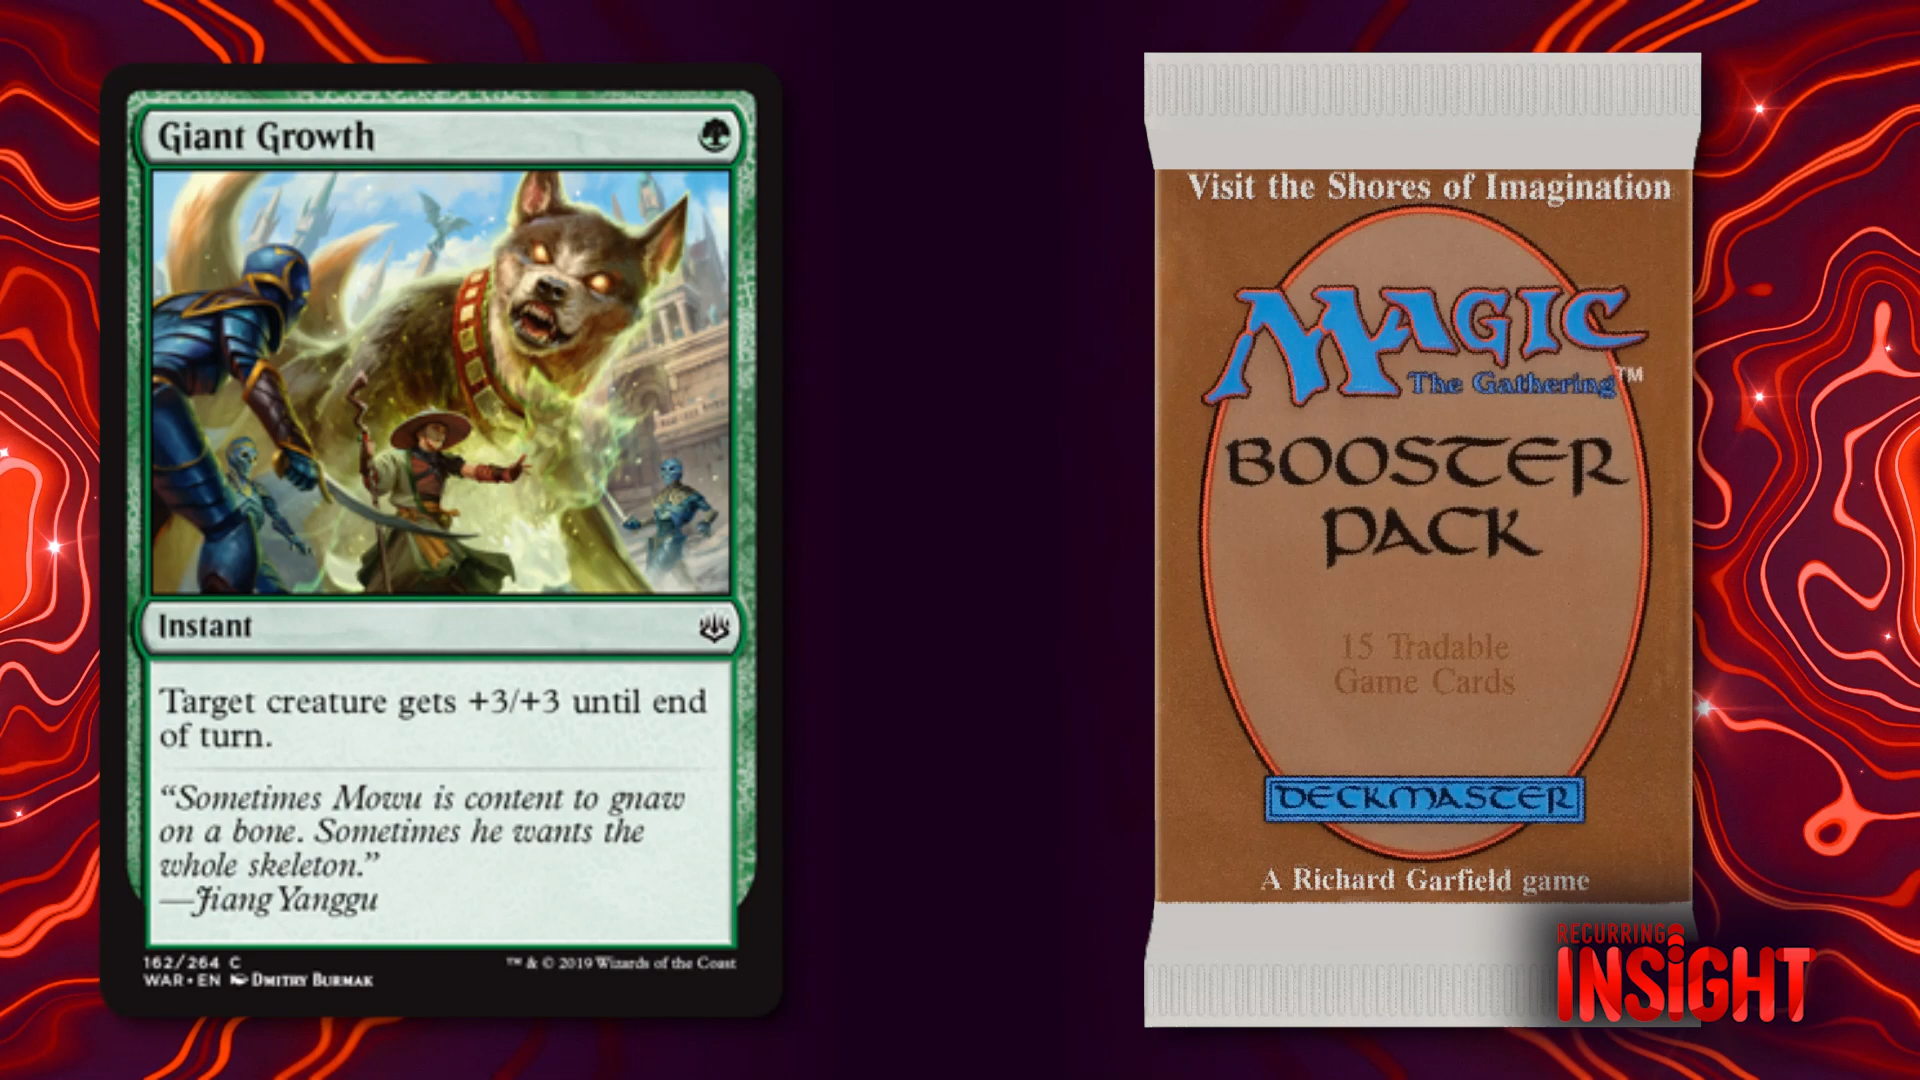 Giant Growth
Instant
Target creature gets +3/+3 until end
of turn.
“Sometimes Mowu is content to gnaw
on a bone. Sometimes he wants the
whole skeleton.”
—Jiang Yanggu
162/264 C
WAR • EN Dmitry Burmak
™ & © 2019 Wizards of the Coast
Visit the Shores of Imagination
MAGIC
The Gathering™
BOOSTER
PACK
15 Tradable
Game Cards
DECKMASTER
A Richard Garfield game
RECURRING
INSiGHT